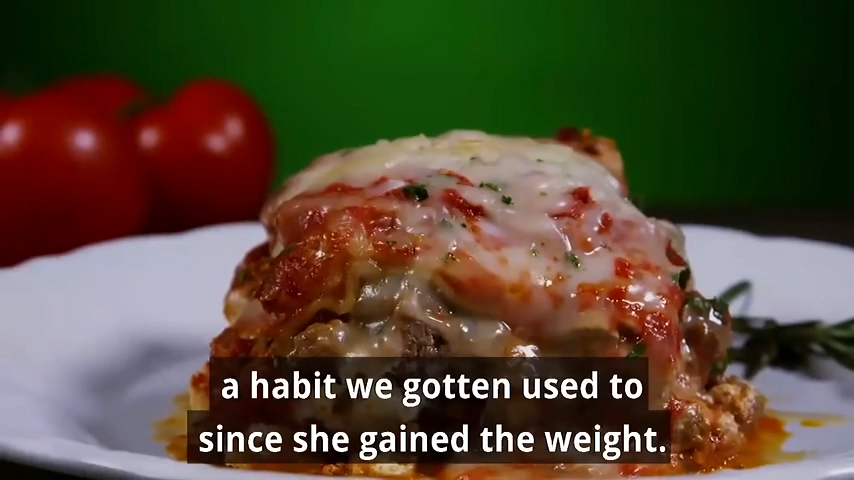 a habit we gotten used to
since she gained the weight.